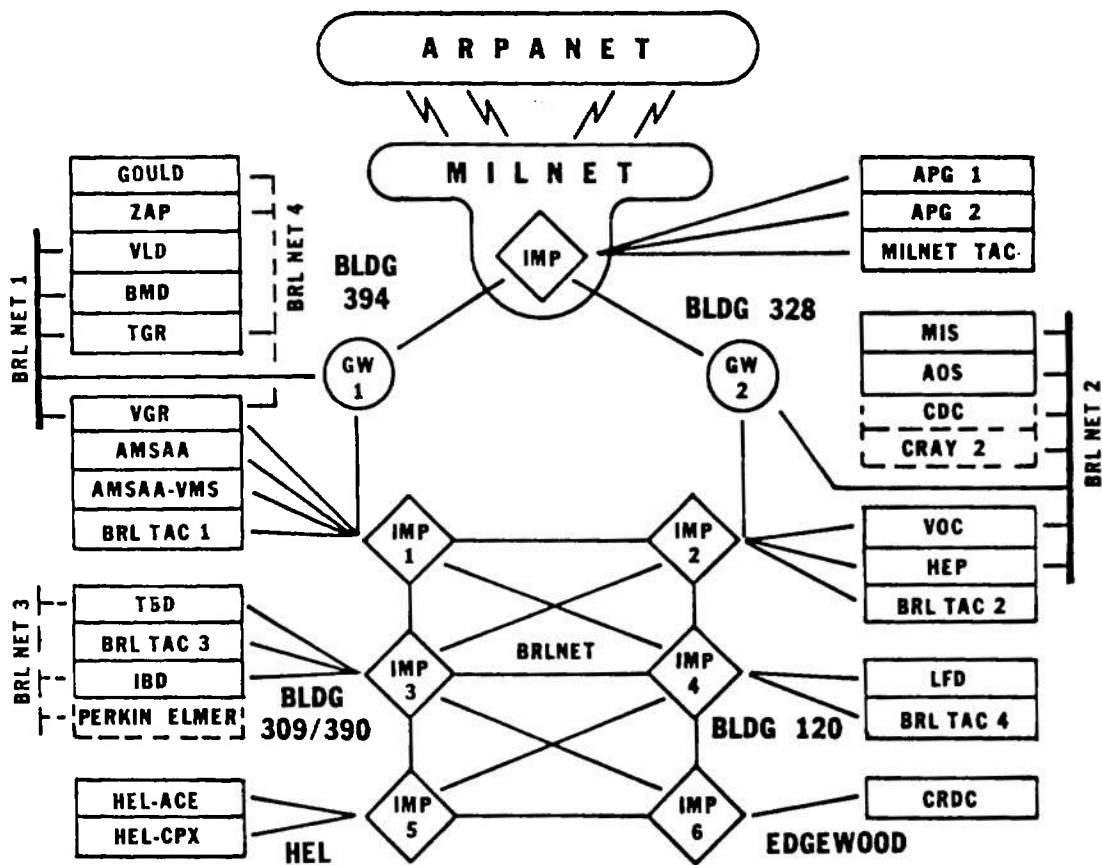 ARPANET
MILNET
IMP
GOULD
ZAP
VLD
BMD
TGR
BRL NET 1
BRL NET 4
BLDG
394
GW
1
VGR
AMSAA
AMSAA-VMS
BRL TAC 1
APG 1
APG 2
MILNET TAC
BLDG 328
GW
2
MIS
AOS
CDC
CRAY 2
BRL NET 2
VOC
HEP
BRL TAC 2
IMP
1
IMP
2
BRL NET 3
TBD
BRL TAC 3
IBD
PERKIN ELMER
BLDG
309/390
IMP
3
BRLNET
IMP
4
BLDG 120
LFD
BRL TAC 4
HEL-ACE
HEL-CPX
HEL
IMP
5
IMP
6
EDGEWOOD
CRDC